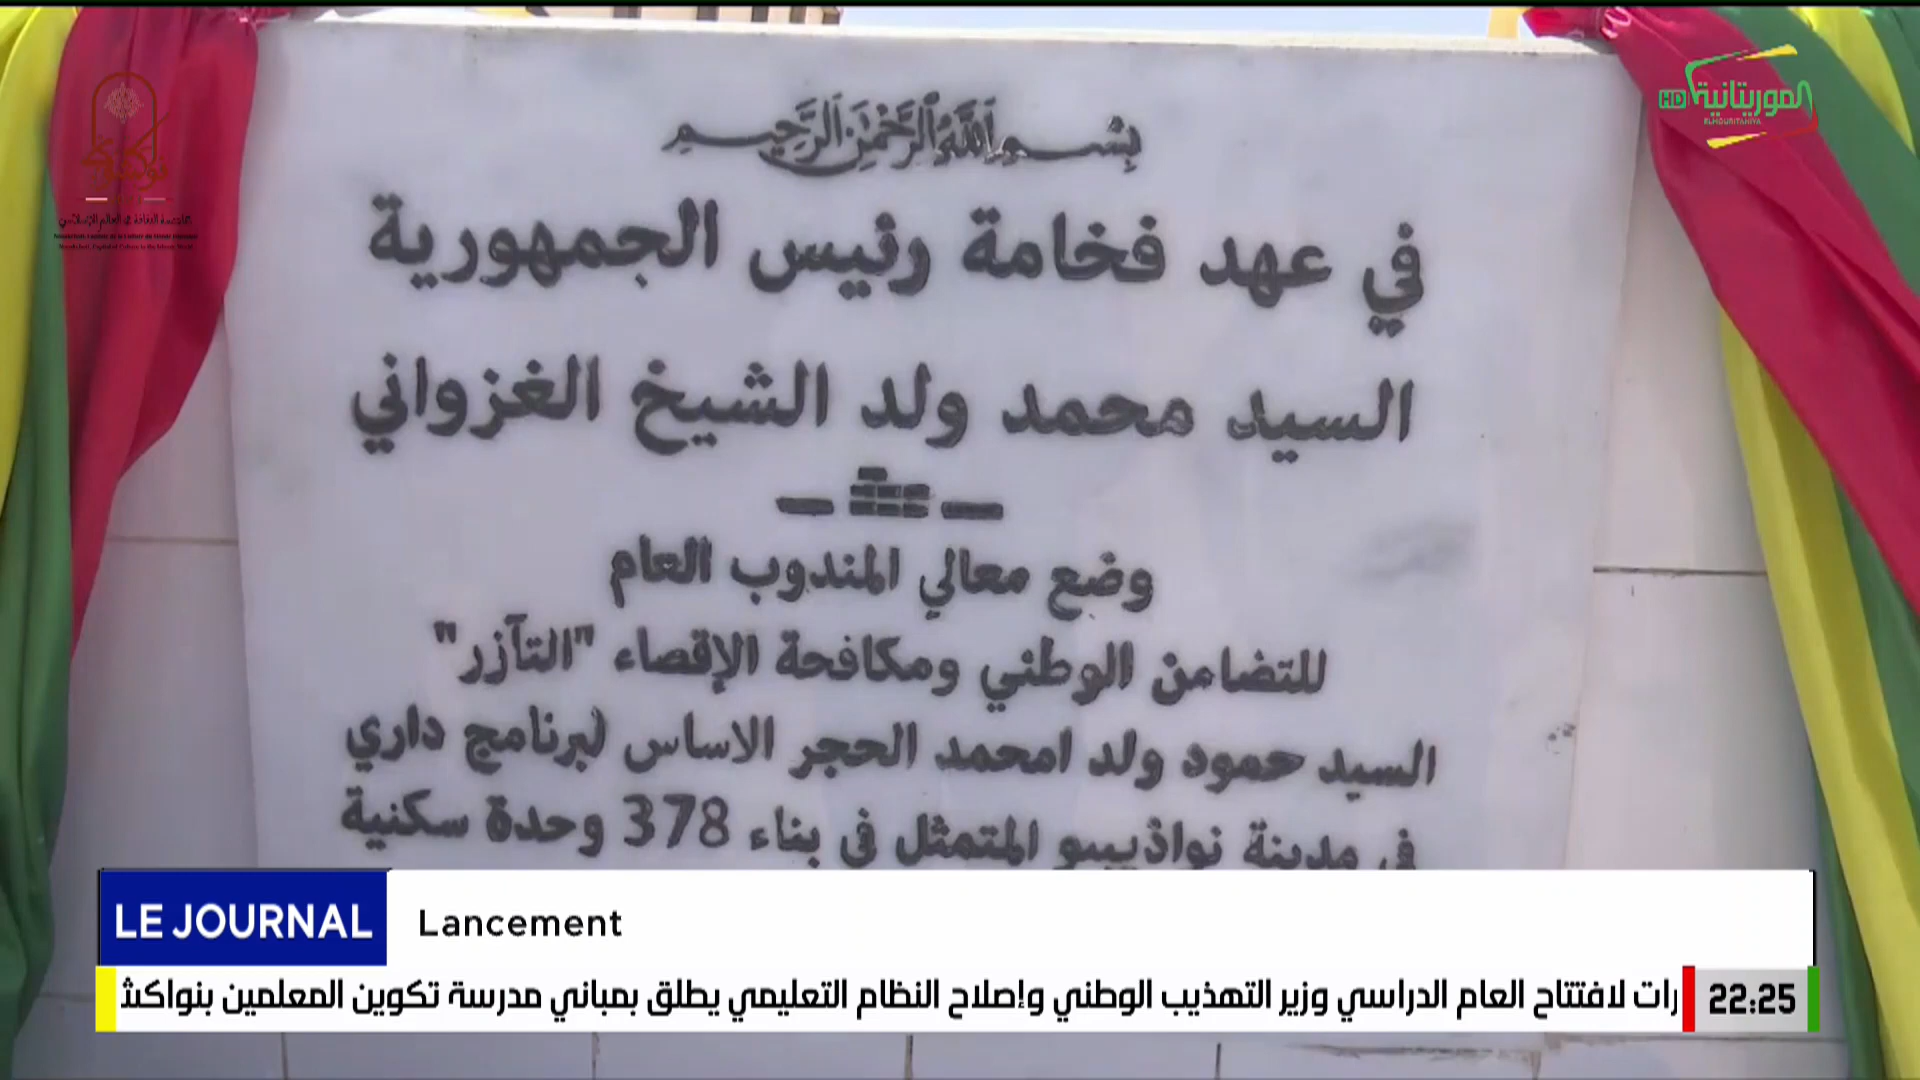 بسم الله الرحمن الرحيم
في عهد فخامة رئيس الجمهورية
السيد محمد ولد الشيخ الغزواني
وضع معالي المندوب العام
للتضامن الوطني ومكافحة الإقصاء "التآزر"
السيد حمود ولد امحمد الحجر الاساس لبرنامج داري
في مدينة نواذيبو المتمثل في بناء 378 وحدة سكنية
الموريتانية
HD
ELMOURITANIYA
نواكشوط
LE JOURNAL
Lancement
رات لافتتاح العام الدراسي وزير التهذيب الوطني وإصلاح النظام التعليمي يطلق بمباني مدرسة تكوين المعلمين بنواكش
22:25